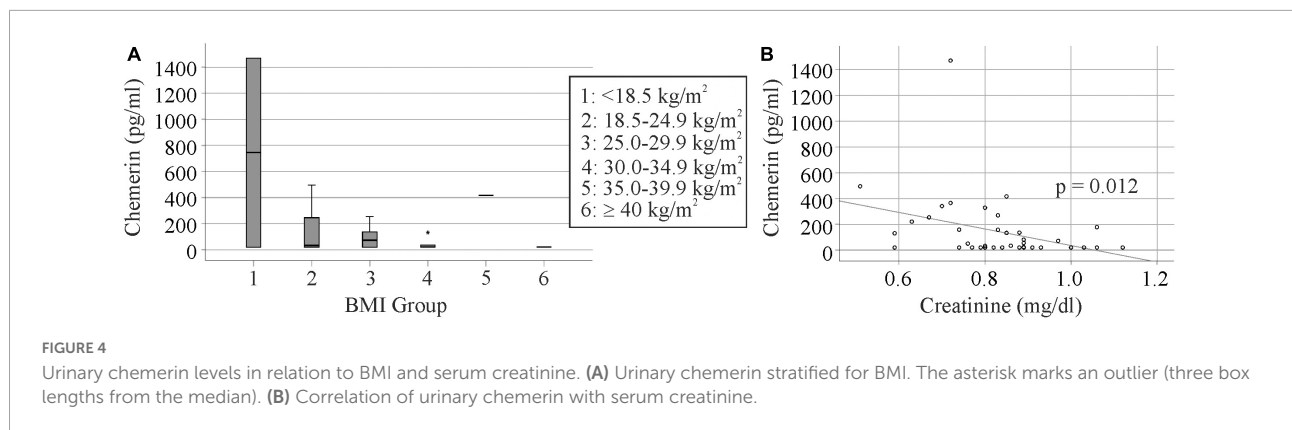 A
Chemerin (pg/ml)
1400
1200
1000
800
600
400
200
0
1 2 3 4 5 6
BMI Group
*
1: <18.5 kg/m²
2: 18.5-24.9 kg/m²
3: 25.0-29.9 kg/m²
4: 30.0-34.9 kg/m²
5: 35.0-39.9 kg/m²
6: ≥ 40 kg/m²
B
Chemerin (pg/ml)
1400
1200
1000
800
600
400
200
0
p = 0.012
0.6 0.8 1.0 1.2
Creatinine (mg/dl)
FIGURE 4
Urinary chemerin levels in relation to BMI and serum creatinine. (A) Urinary chemerin stratified for BMI. The asterisk marks an outlier (three box
lengths from the median). (B) Correlation of urinary chemerin with serum creatinine.